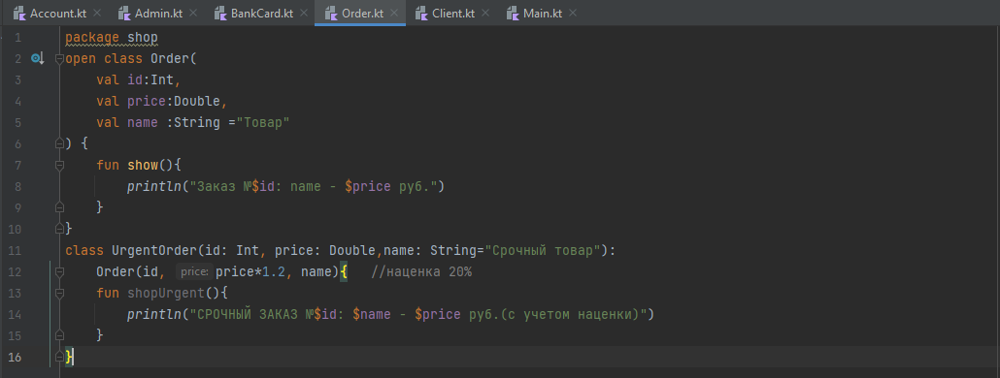 Account.kt Admin.kt BankCard.kt Order.kt Client.kt Main.kt
1 package shop
2 open class Order(
3 val id:Int,
4 val price:Double,
5 val name :String ="Товар"
6 ) {
7 fun show(){
8 println("Заказ №$id: name - $price руб.")
9 }
10 }
11 class UrgentOrder(id: Int, price: Double,name: String="Срочный товар"):
12 Order(id, price: price*1.2, name){ //наценка 20%
13 fun shopUrgent(){
14 println("СРОЧНЫЙ ЗАКАЗ №$id: $name - $price руб.(с учетом наценки)")
15 }
16 }